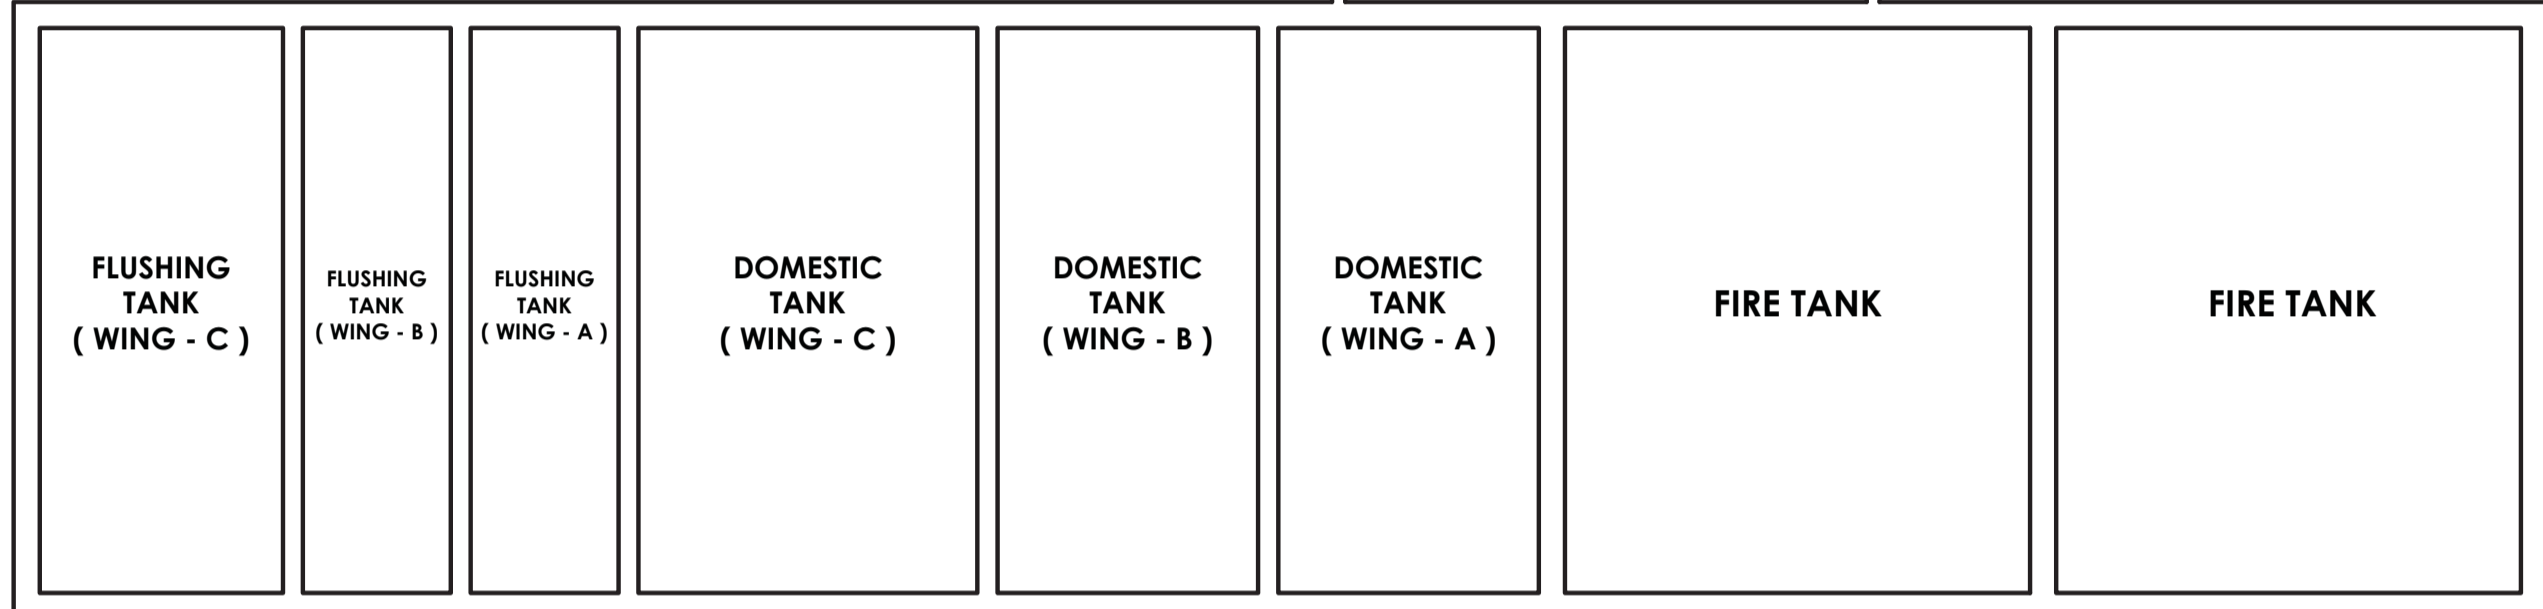 FLUSHING
TANK
( WING - C )
FLUSHING
TANK
( WING - B )
FLUSHING
TANK
( WING - A )
DOMESTIC
TANK
( WING - C )
DOMESTIC
TANK
( WING - B )
DOMESTIC
TANK
( WING - A )
FIRE TANK
FIRE TANK